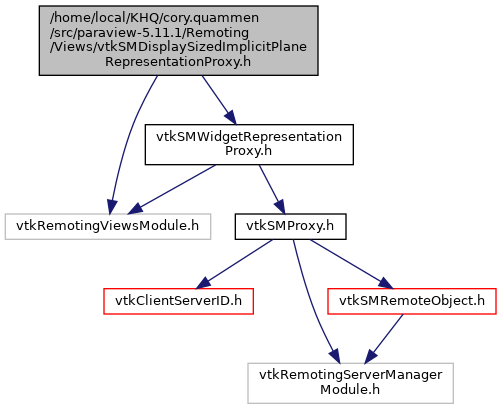 /home/local/KHQ/cory.quammen
/src/paraview-5.11.1/Remoting
/Views/vtkSMDisplaySizedImplicitPlane
RepresentationProxy.h
vtkSMWidgetRepresentation
Proxy.h
vtkRemotingViewsModule.h
vtkSMProxy.h
vtkClientServerID.h
vtkSMRemoteObject.h
vtkRemotingServerManager
Module.h